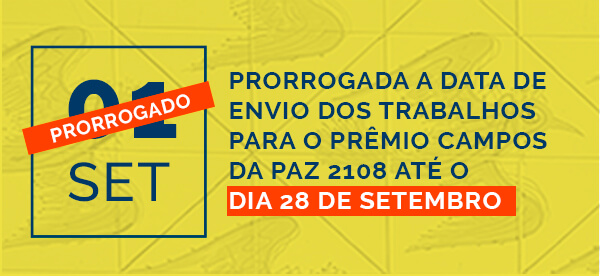 01
PRORROGADO
SET
PRORROGADA A DATA DE
ENVIO DOS TRABALHOS
PARA O PRÊMIO CAMPOS
DA PAZ 2108 ATÉ O
DIA 28 DE SETEMBRO